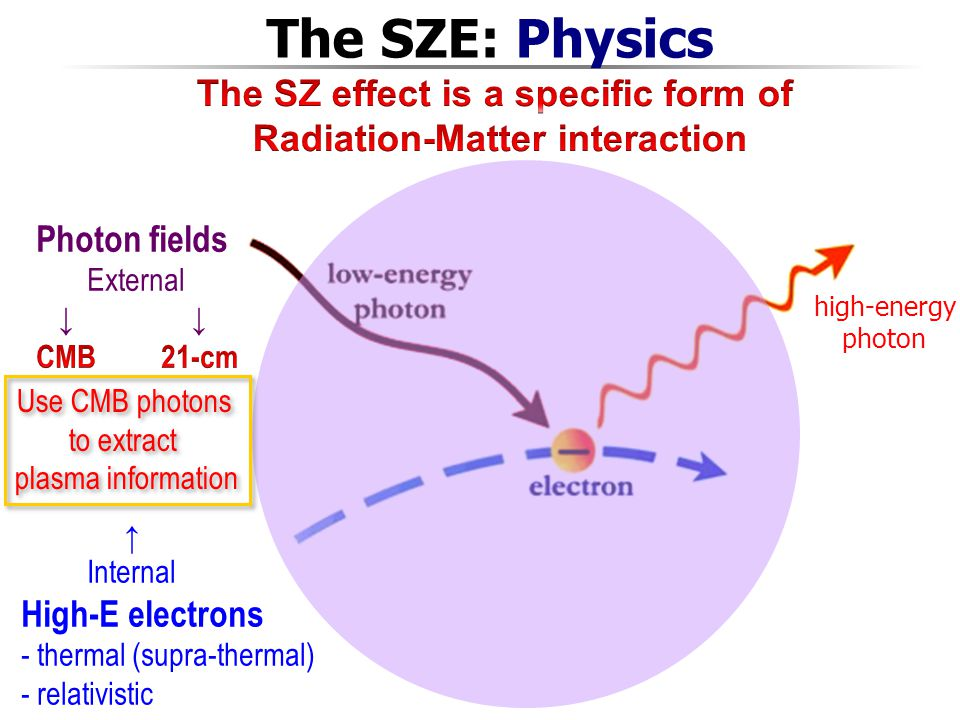 The SZE: Physics
The SZ effect is a specific form of
Radiation-Matter interaction
Photon fields
External
↓ ↓
CMB 21-cm
Use CMB photons
to extract
plasma information
↑
Internal
High-E electrons
- thermal (supra-thermal)
- relativistic
low-energy
photon
electron
high-energy
photon